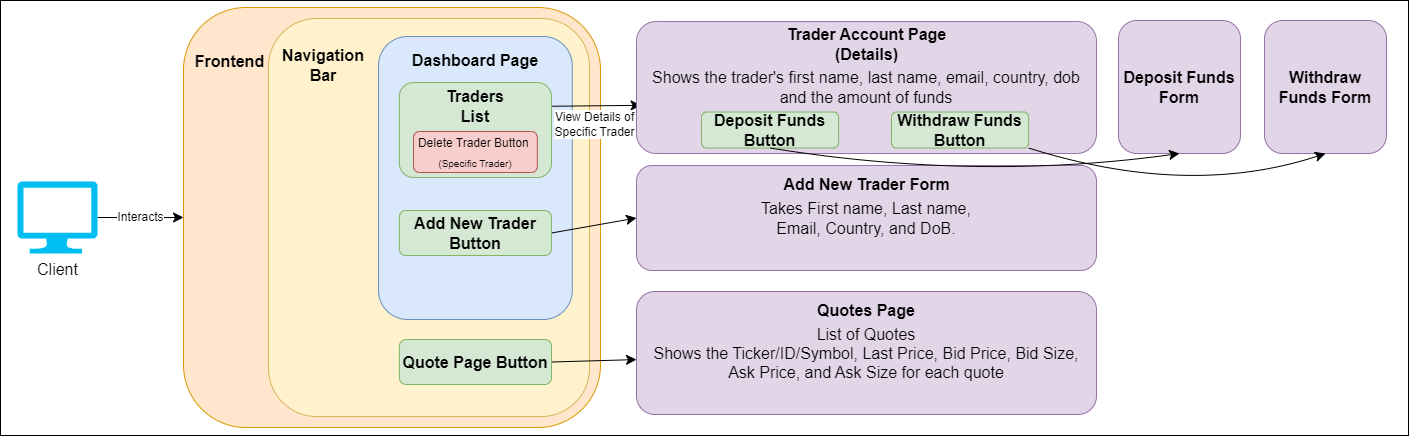 Frontend
Navigation
Bar
Dashboard Page
Traders
List
Delete Trader Button
(Specific Trader)
View Details of
Specific Trader
Add New Trader
Button
Quote Page Button
Interacts
Client
Trader Account Page
(Details)
Shows the trader's first name, last name, email, country, dob
and the amount of funds
Deposit Funds
Button
Withdraw Funds
Button
Deposit Funds
Form
Withdraw
Funds Form
Add New Trader Form
Takes First name, Last name,
Email, Country, and DoB.
Quotes Page
List of Quotes
Shows the Ticker/ID/Symbol, Last Price, Bid Price, Bid Size,
Ask Price, and Ask Size for each quote